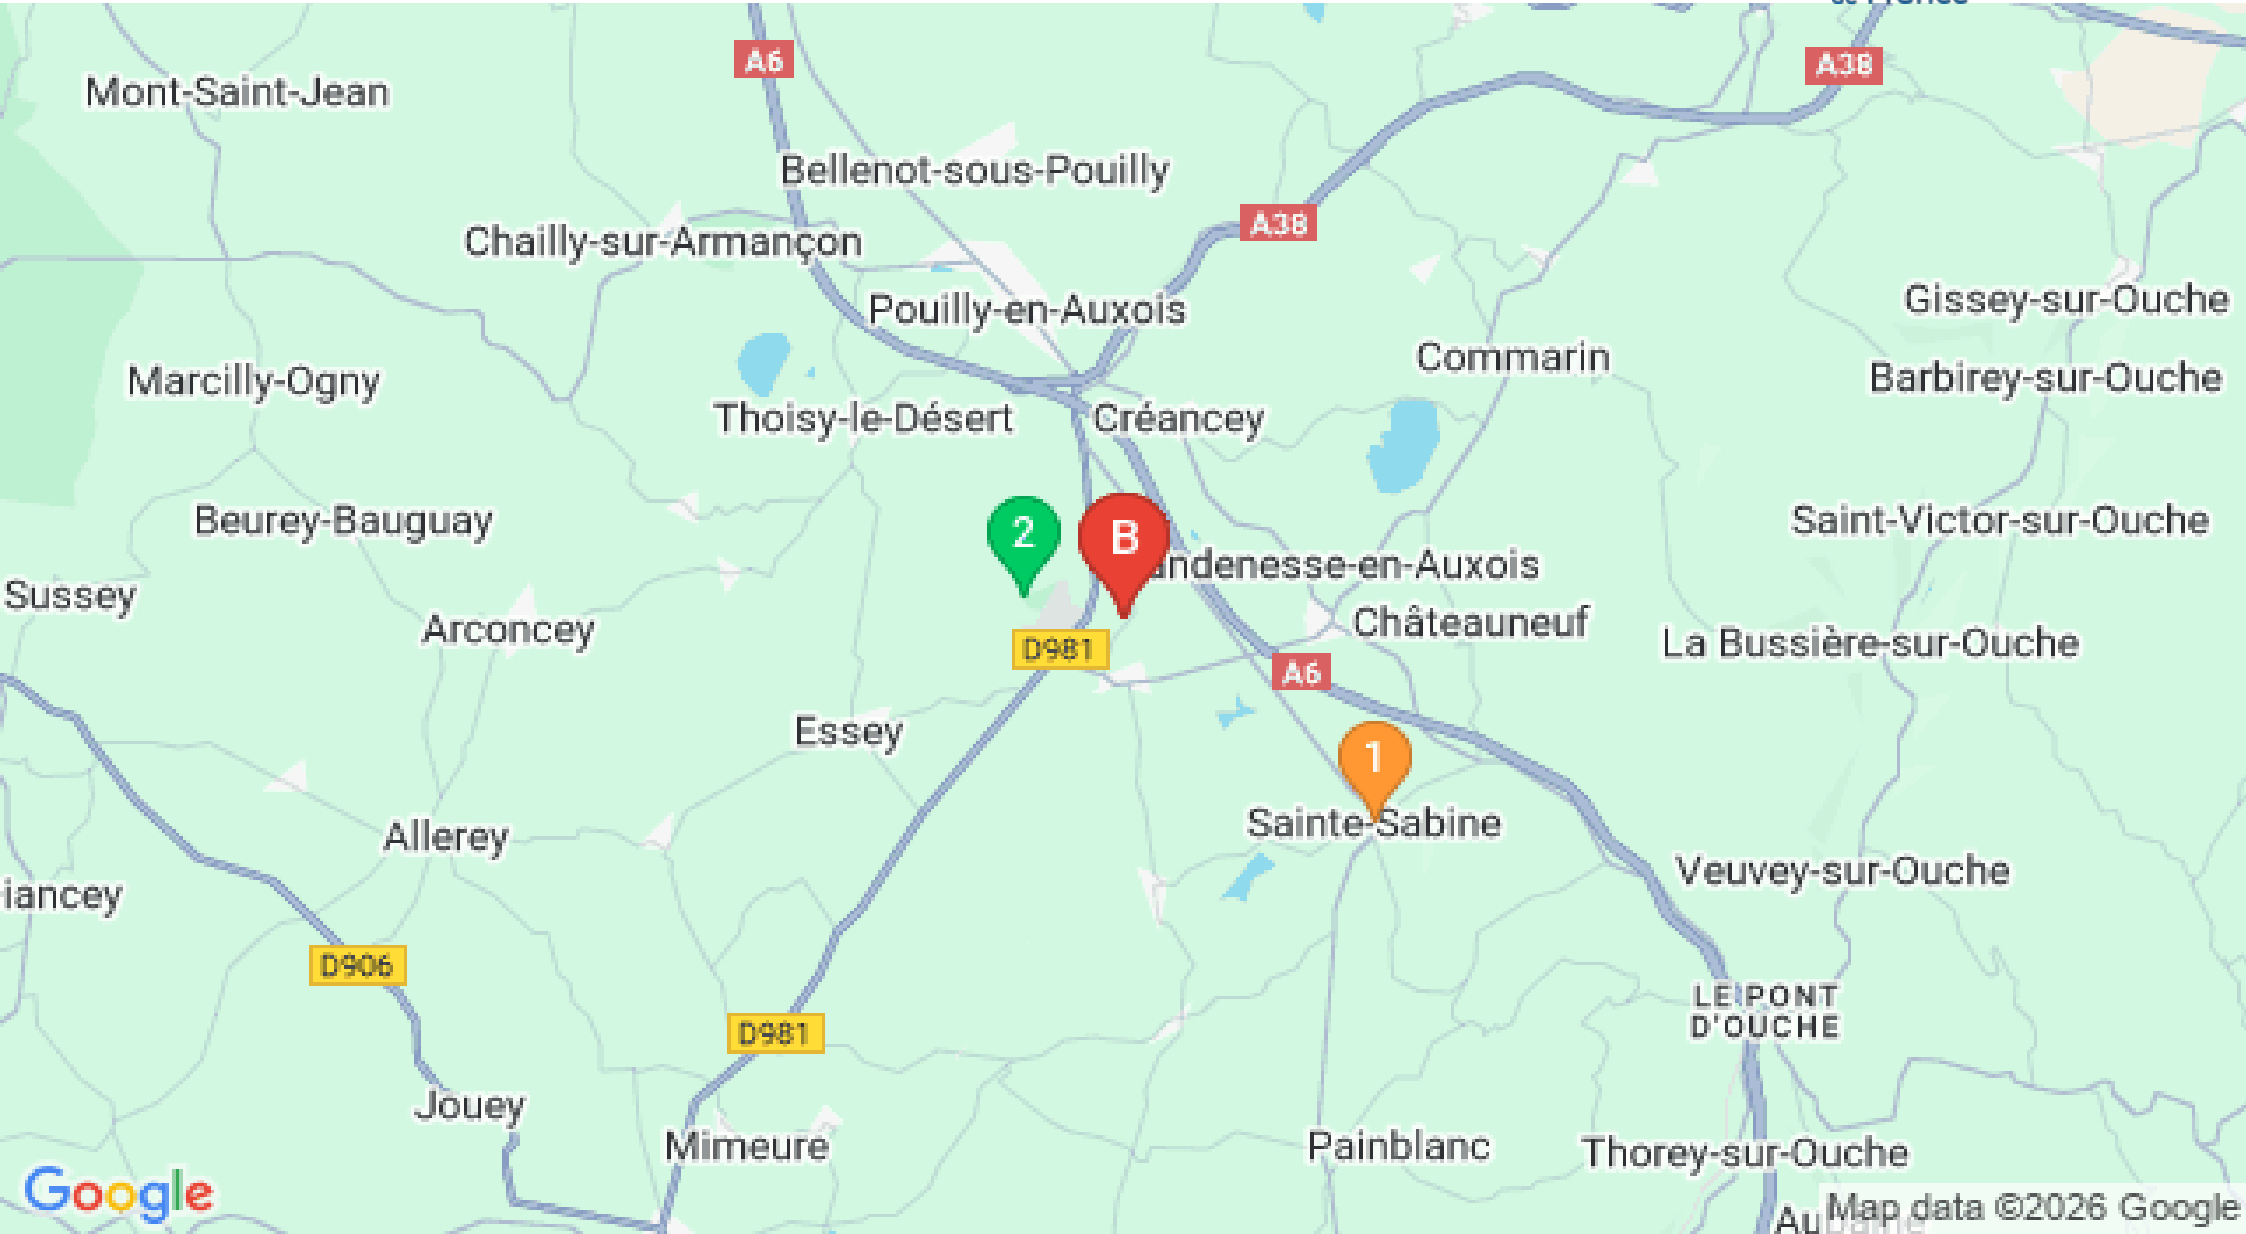 A6
A38
Mont-Saint-Jean
Bellenot-sous-Pouilly
A38
Chailly-sur-Armançon
Gissey-sur-Ouche
Pouilly-en-Auxois
Commarin
Marcilly-Ogny
Barbirey-sur-Ouche
Thoisy-le-Désert
Créancey
Beurey-Bauguay
2
B
Saint-Victor-sur-Ouche
andenesse-en-Auxois
Sussey
Arconcey
Châteauneuf
D981
La Bussière-sur-Ouche
A6
Essey
1
Allerey
Sainte-Sabine
Veuvey-sur-Ouche
iancey
D906
LE PONT
D'OUCHE
D981
Jouey
Mimeure
Painblanc
Thorey-sur-Ouche
Google
Map data ©2026 Google